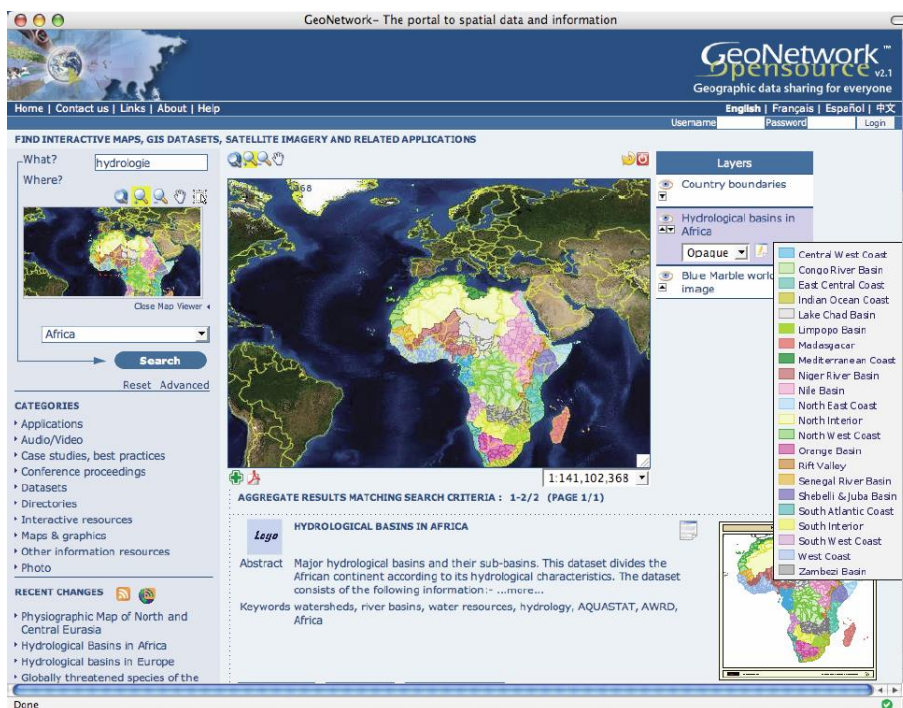 GeoNetwork- The portal to spatial data and information
GeoNetwork™
Opensource v2.1
Geographic data sharing for everyone
Home | Contact us | Links | About | Help
English | Français | Español | 中文
Username Password Login
FIND INTERACTIVE MAPS, GIS DATASETS, SATELLITE IMAGERY AND RELATED APPLICATIONS
What?
hydrologie
Where?
Close Map Viewer
Africa
Search
Reset Advanced
CATEGORIES
Applications
Audio/Video
Case studies, best practices
Conference proceedings
Datasets
Directories
Interactive resources
Maps & graphics
Other information resources
Photo
RECENT CHANGES
Physiographic Map of North and
Central Eurasia
Hydrological Basins in Africa
Hydrological basins in Europe
Globally threatened species of the
368
1:141,102,368
Layers
Country boundaries
Hydrological basins in
Africa
Opaque
Blue Marble world
image
Central West Coast
Congo River Basin
East Central Coast
Indian Ocean Coast
Lake Chad Basin
Limpopo Basin
Madasgacar
Mediterranean Coast
Niger River Basin
Nile Basin
North East Coast
North Interior
North West Coast
Orange Basin
Rift Valley
Senegal River Basin
Shebelli & Juba Basin
South Atlantic Coast
South Interior
South West Coast
West Coast
Zambezi Basin
AGGREGATE RESULTS MATCHING SEARCH CRITERIA : 1-2/2 (PAGE 1/1)
Logo
HYDROLOGICAL BASINS IN AFRICA
Abstract Major hydrological basins and their sub-basins. This dataset divides the
African continent according to its hydrological characteristics. The dataset
consists of the following information:- ...more...
Keywords watersheds, river basins, water resources, hydrology, AQUASTAT, AWRD,
Africa
Done